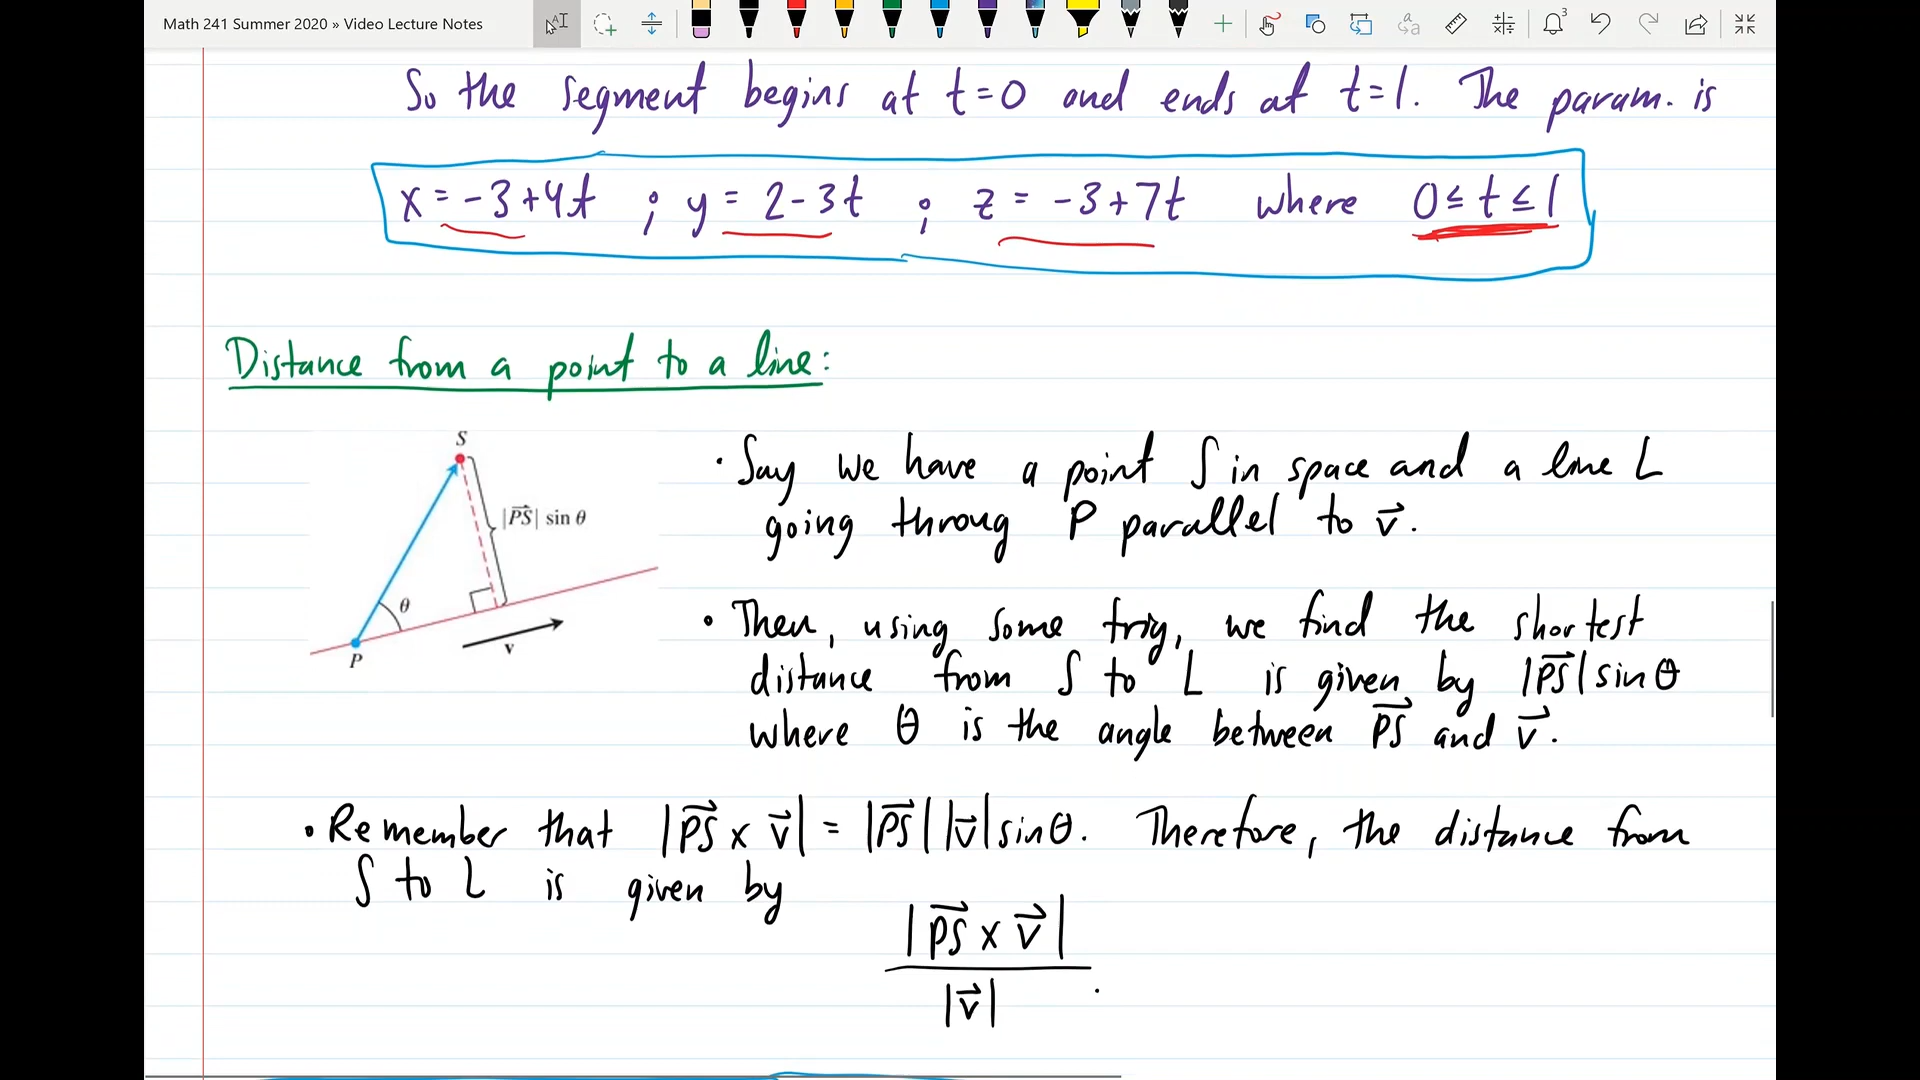 Math 241 Summer 2020 » Video Lecture Notes
3
So the segment begins at t=0 and ends at t=1. The param. is
x = -3+4t ; y = 2-3t ; z = -3+7t where 0 ≤ t ≤ 1
Distance from a point to a line:
S
|PS⃗| sin θ
θ
v
P
• Say we have a point S in space and a line L
going throug P parallel to v⃗.
• Then, using some trig, we find the shortest
distance from S to L is given by |PS⃗| sin θ
where θ is the angle between PS⃗ and v⃗.
• Remember that |PS⃗ x v⃗| = |PS⃗| |v⃗| sin θ. Therefore, the distance from
S to L is given by
|PS⃗ x v⃗|
|v⃗| .